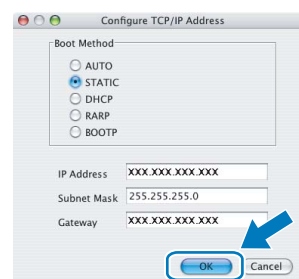 Configure TCP/IP Address
Boot Method
AUTO
STATIC
DHCP
RARP
BOOTP
IP Address XXX.XXX.XXX.XXX
Subnet Mask 255.255.255.0
Gateway XXX.XXX.XXX.XXX
OK Cancel